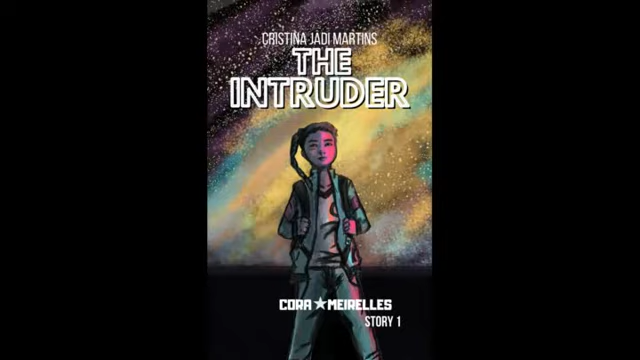 CRISTINA JADI MARTINS
THE
INTRUDER
CORA★MEIRELLES
STORY 1